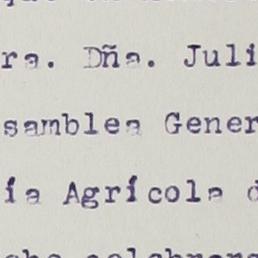 ra. Dña. Juli
samblea Gener
ía Agrícola